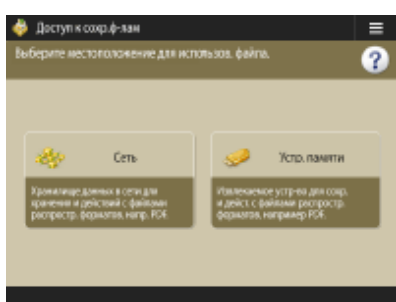 Доступ к сохр.ф-лам
Выберите местоположение для использов. файла.
?
Сеть
Хранилище данных в сети для
хранения и действий с файлами
распростр. форматов, напр. PDF.
Устр. памяти
Извлекаемое устр-во для сохр.
и дейст. с файлами распростр.
форматов, например PDF.